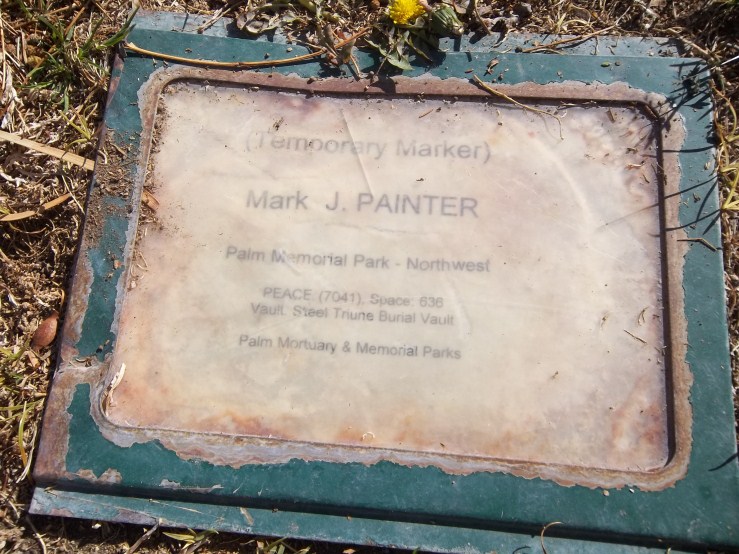 (Temporary Marker)
Mark J. PAINTER
Palm Memorial Park - Northwest
PEACE (7041), Space: 636
Vault: Steel Triune Burial Vault
Palm Mortuary & Memorial Parks